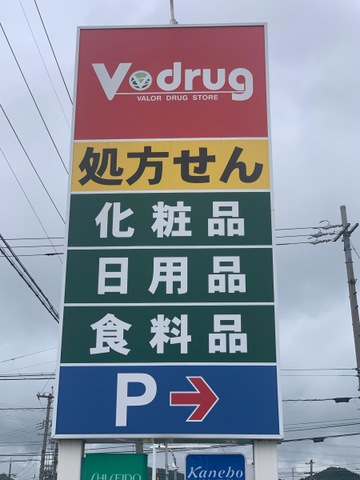 V drug
VALOR DRUG STORE
処方せん
化粧品
日用品
食料品
P→
SHISEIDO
Kanebo